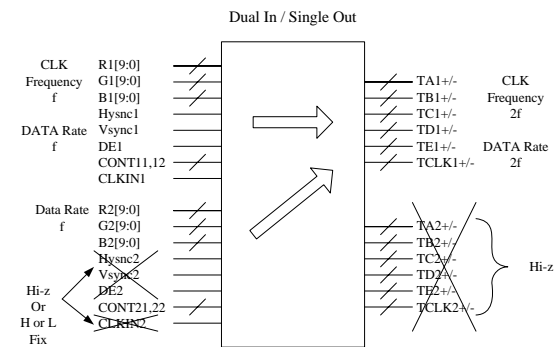 Dual In / Single Out
CLK
Frequency
f
DATA Rate
f
R1[9:0]
G1[9:0]
B1[9:0]
Hysnc1
Vsync1
DE1
CONT11,12
CLKIN1
Data Rate
f
R2[9:0]
G2[9:0]
B2[9:0]
Hysnc2
Vsync2
DE2
CONT21,22
CLKIN2
Hi-z
Or
H or L
Fix
TA1+/-
TB1+/-
TC1+/-
TD1+/-
TE1+/-
TCLK1+/-
CLK
Frequency
2f
DATA Rate
2f
TA2+/-
TB2+/-
TC2+/-
TD2+/-
TE2+/-
TCLK2+/-
Hi-z